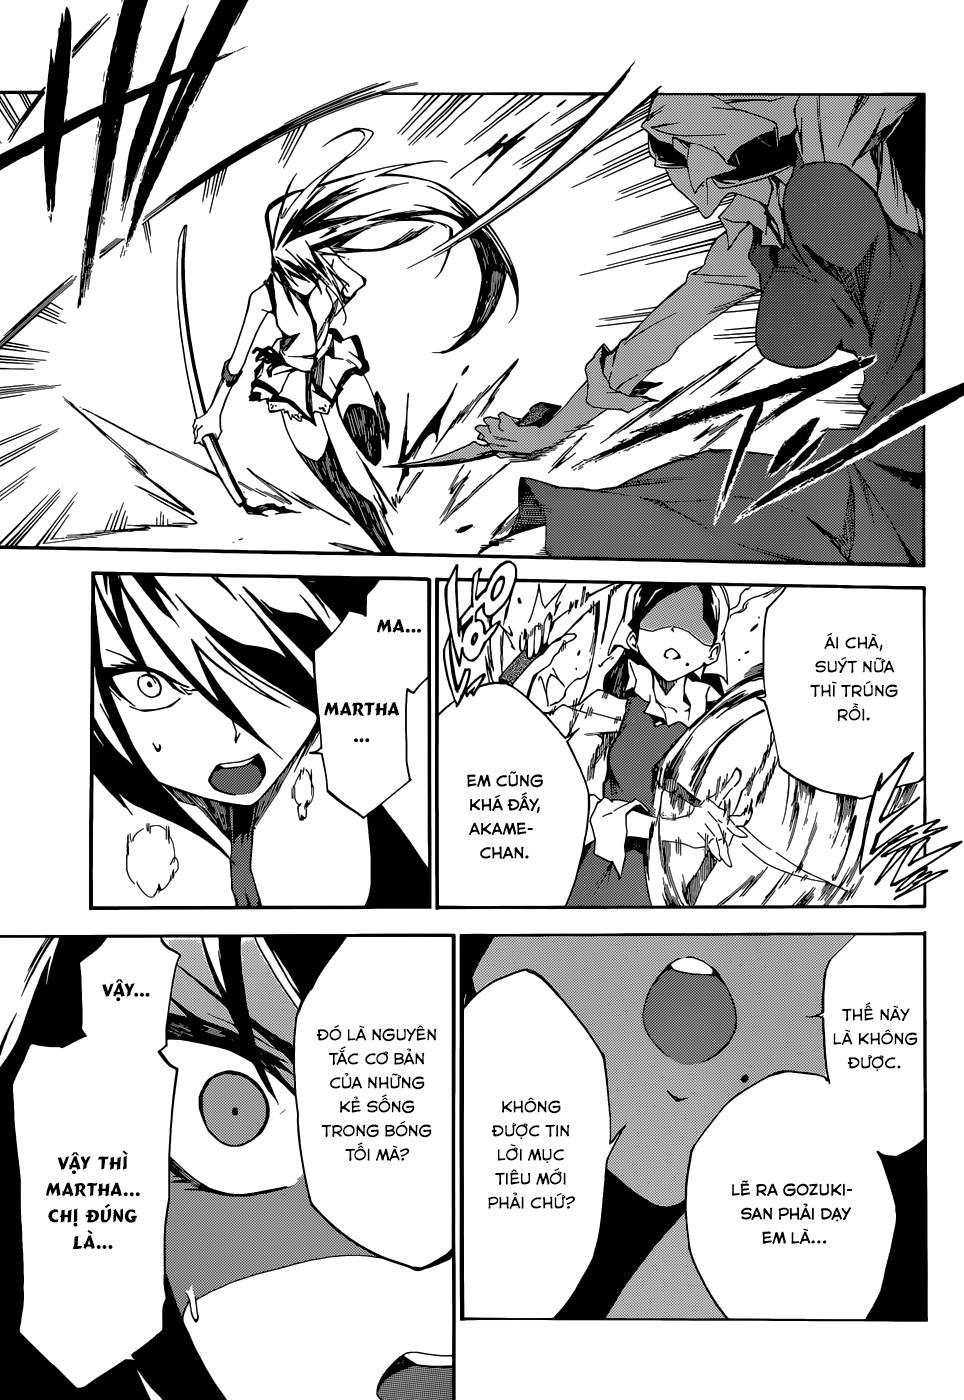 ÁI CHÀ,
SUÝT NỮA
THÌ TRÚNG
RỒI.
EM CŨNG
KHÁ ĐẤY,
AKAME-
CHAN.
MA...
MARTHA
...
THẾ NÀY
LÀ KHÔNG
ĐƯỢC.
LẼ RA GOZUKI-
SAN PHẢI DẠY
EM LÀ...
KHÔNG
ĐƯỢC TIN
LỜI MỤC
TIÊU MỚI
PHẢI CHỨ?
ĐÓ LÀ NGUYÊN
TẮC CƠ BẢN
CỦA NHỮNG
KẺ SỐNG
TRONG BÓNG
TỐI MÀ?
VẬY...
VẬY THÌ
MARTHA...
CHỊ ĐÚNG
LÀ...